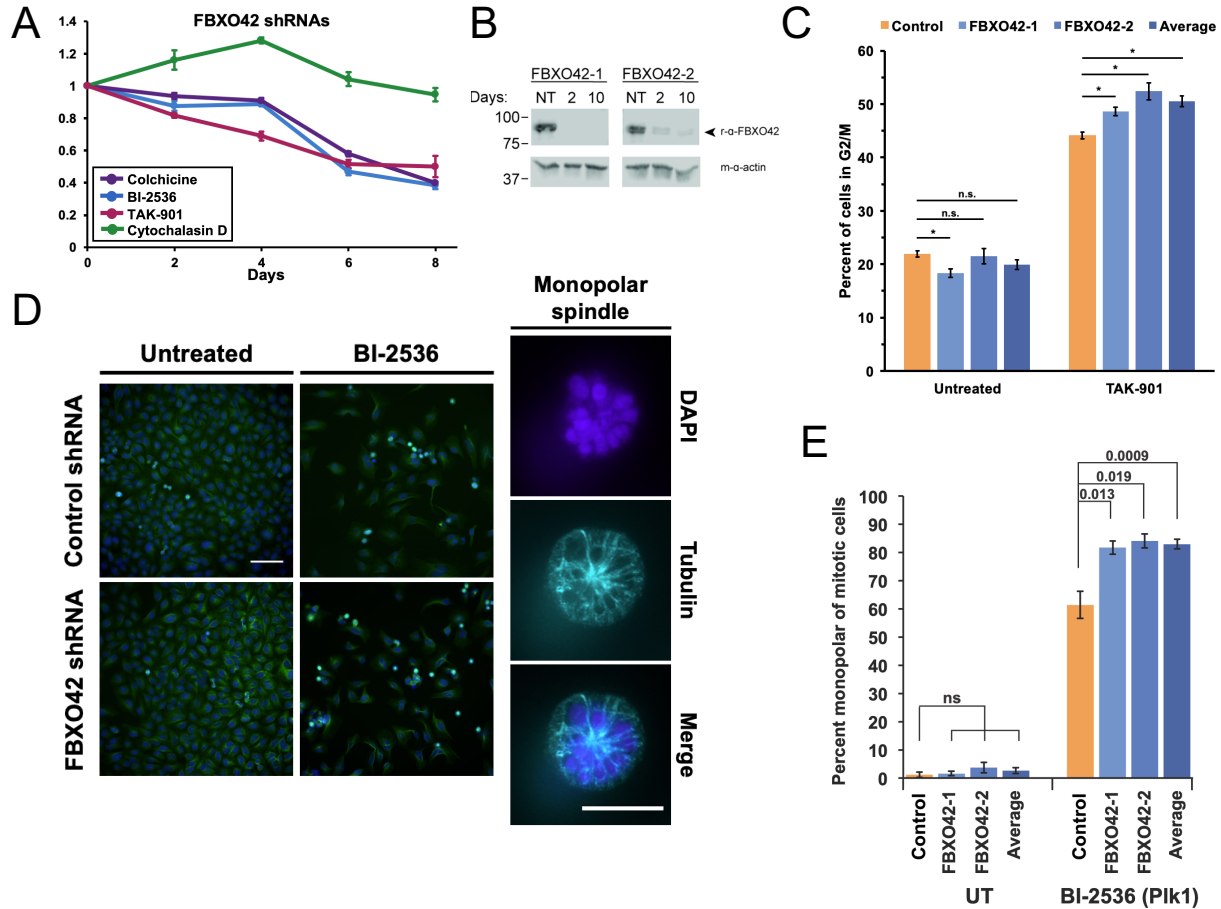 A
FBXO42 shRNAs
1.4
1.2
1
0.8
0.6
0.4
0.2
0
0 2 4 6 8
Days
Colchicine
BI-2536
TAK-901
Cytochalasin D
B
FBXO42-1 FBXO42-2
Days: NT 2 10 NT 2 10
100
75
37
r-α-FBXO42
m-α-actin
C
Control FBXO42-1 FBXO42-2 Average
Percent of cells in G2/M
60
50
40
30
20
10
0
n.s.
n.s.
*
*
*
*
Untreated TAK-901
D
Untreated BI-2536
Control shRNA
FBXO42 shRNA
Monopolar
spindle
DAPI
Tubulin
Merge
E
Percent monopolar of mitotic cells
100
90
80
70
60
50
40
30
20
10
0
ns
0.0009
0.019
0.013
Control FBXO42-1 FBXO42-2 Average Control FBXO42-1 FBXO42-2 Average
UT BI-2536 (Plk1)